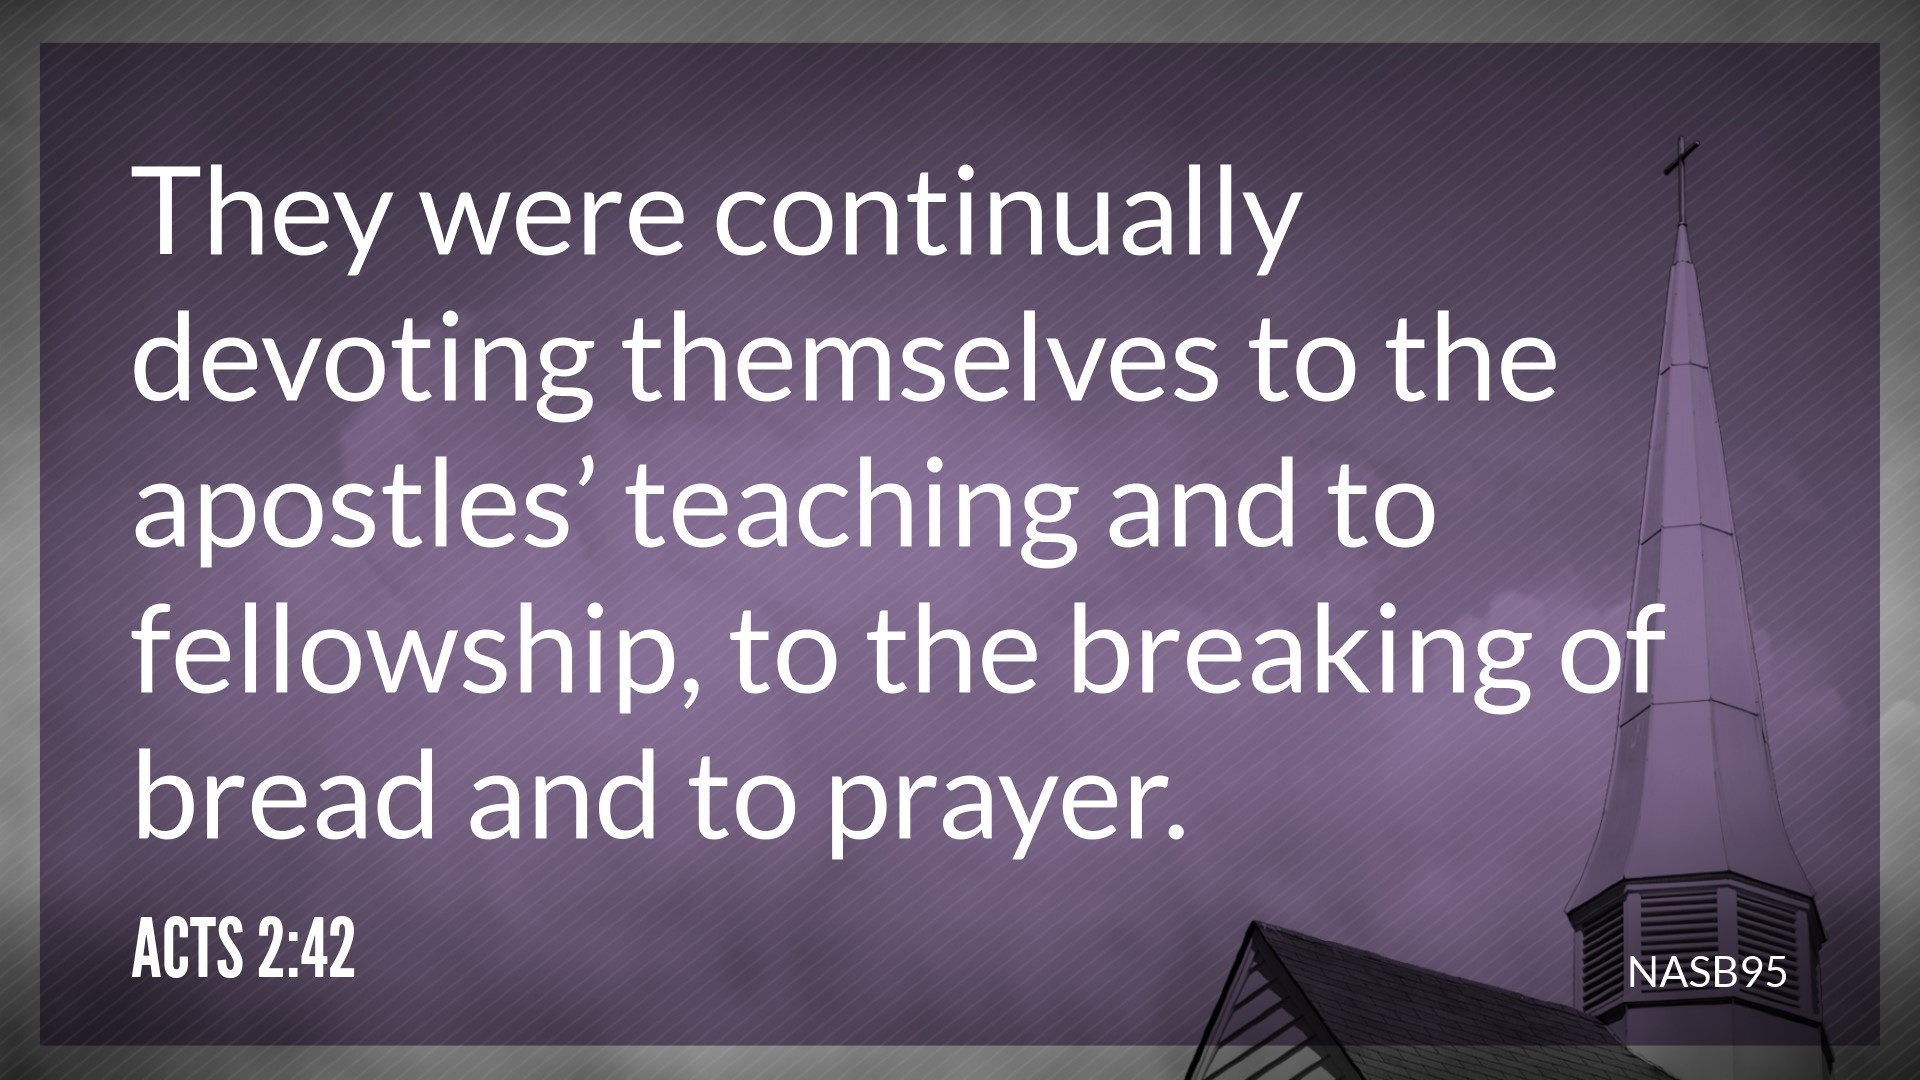 They were continually
devoting themselves to the
apostles’ teaching and to
fellowship, to the breaking of
bread and to prayer.
ACTS 2:42
NASB95